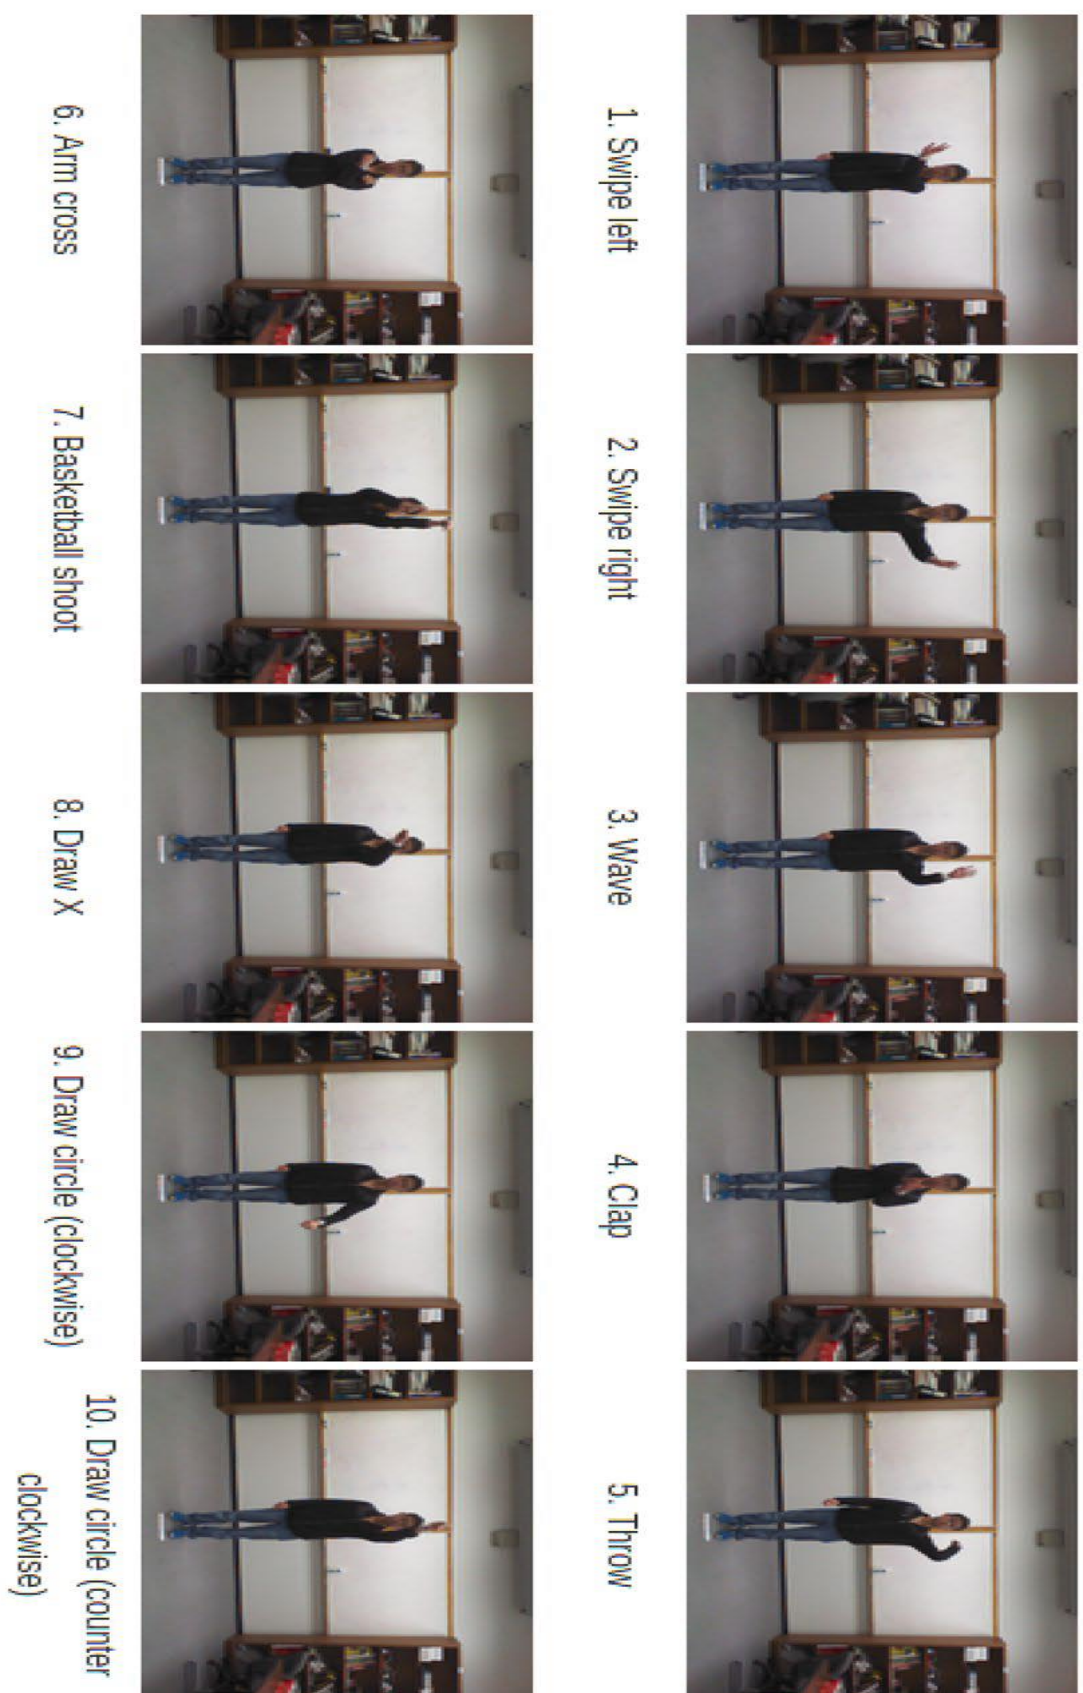 1. Swipe left
2. Swipe right
3. Wave
4. Clap
5. Throw
6. Arm cross
7. Basketball shoot
8. Draw X
9. Draw circle (clockwise)
10. Draw circle (counter
clockwise)